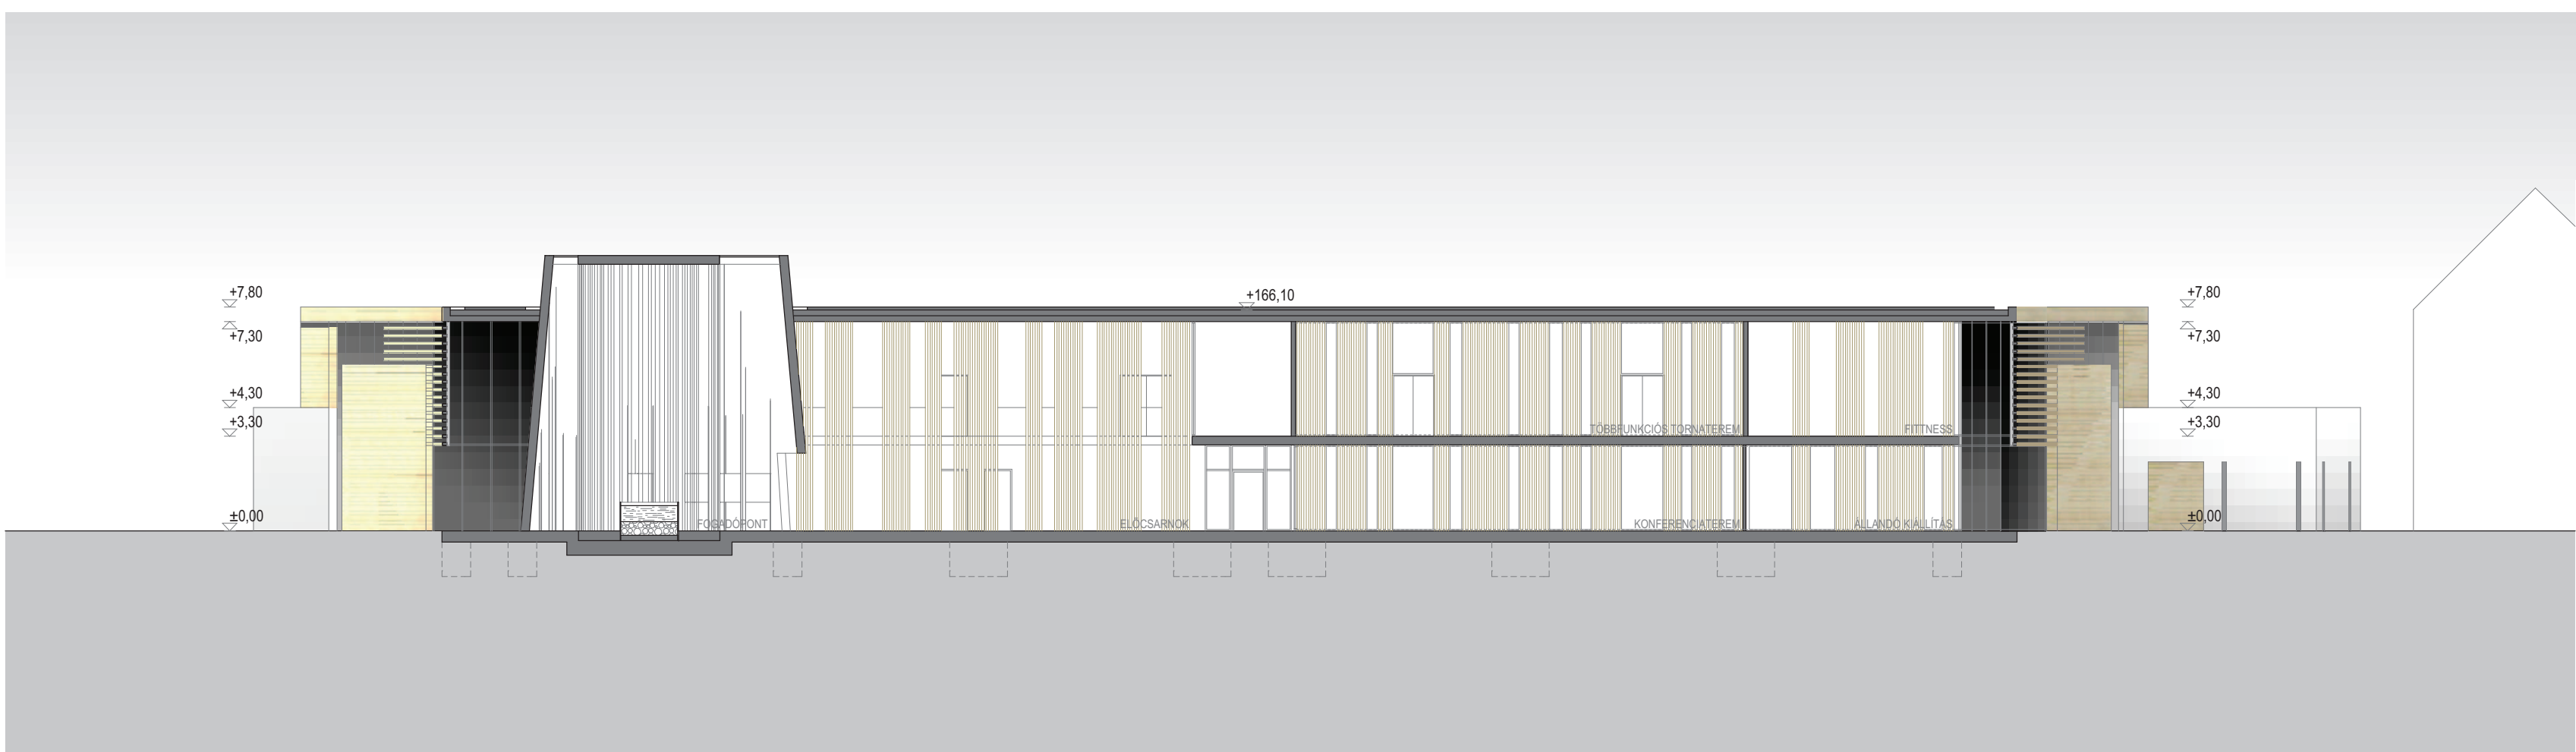 +7,80
+166,10
+7,80
+7,30
+7,30
+4,30
+4,30
+3,30
+3,30
TÖBBFUNKCIÓS TORNATEREM
FITTNESS
±0,00
±0,00
FOGADÓPONT
ELŐCSARNOK
KONFERENCIATEREM
ÁLLANDÓ KIÁLLÍTÁS